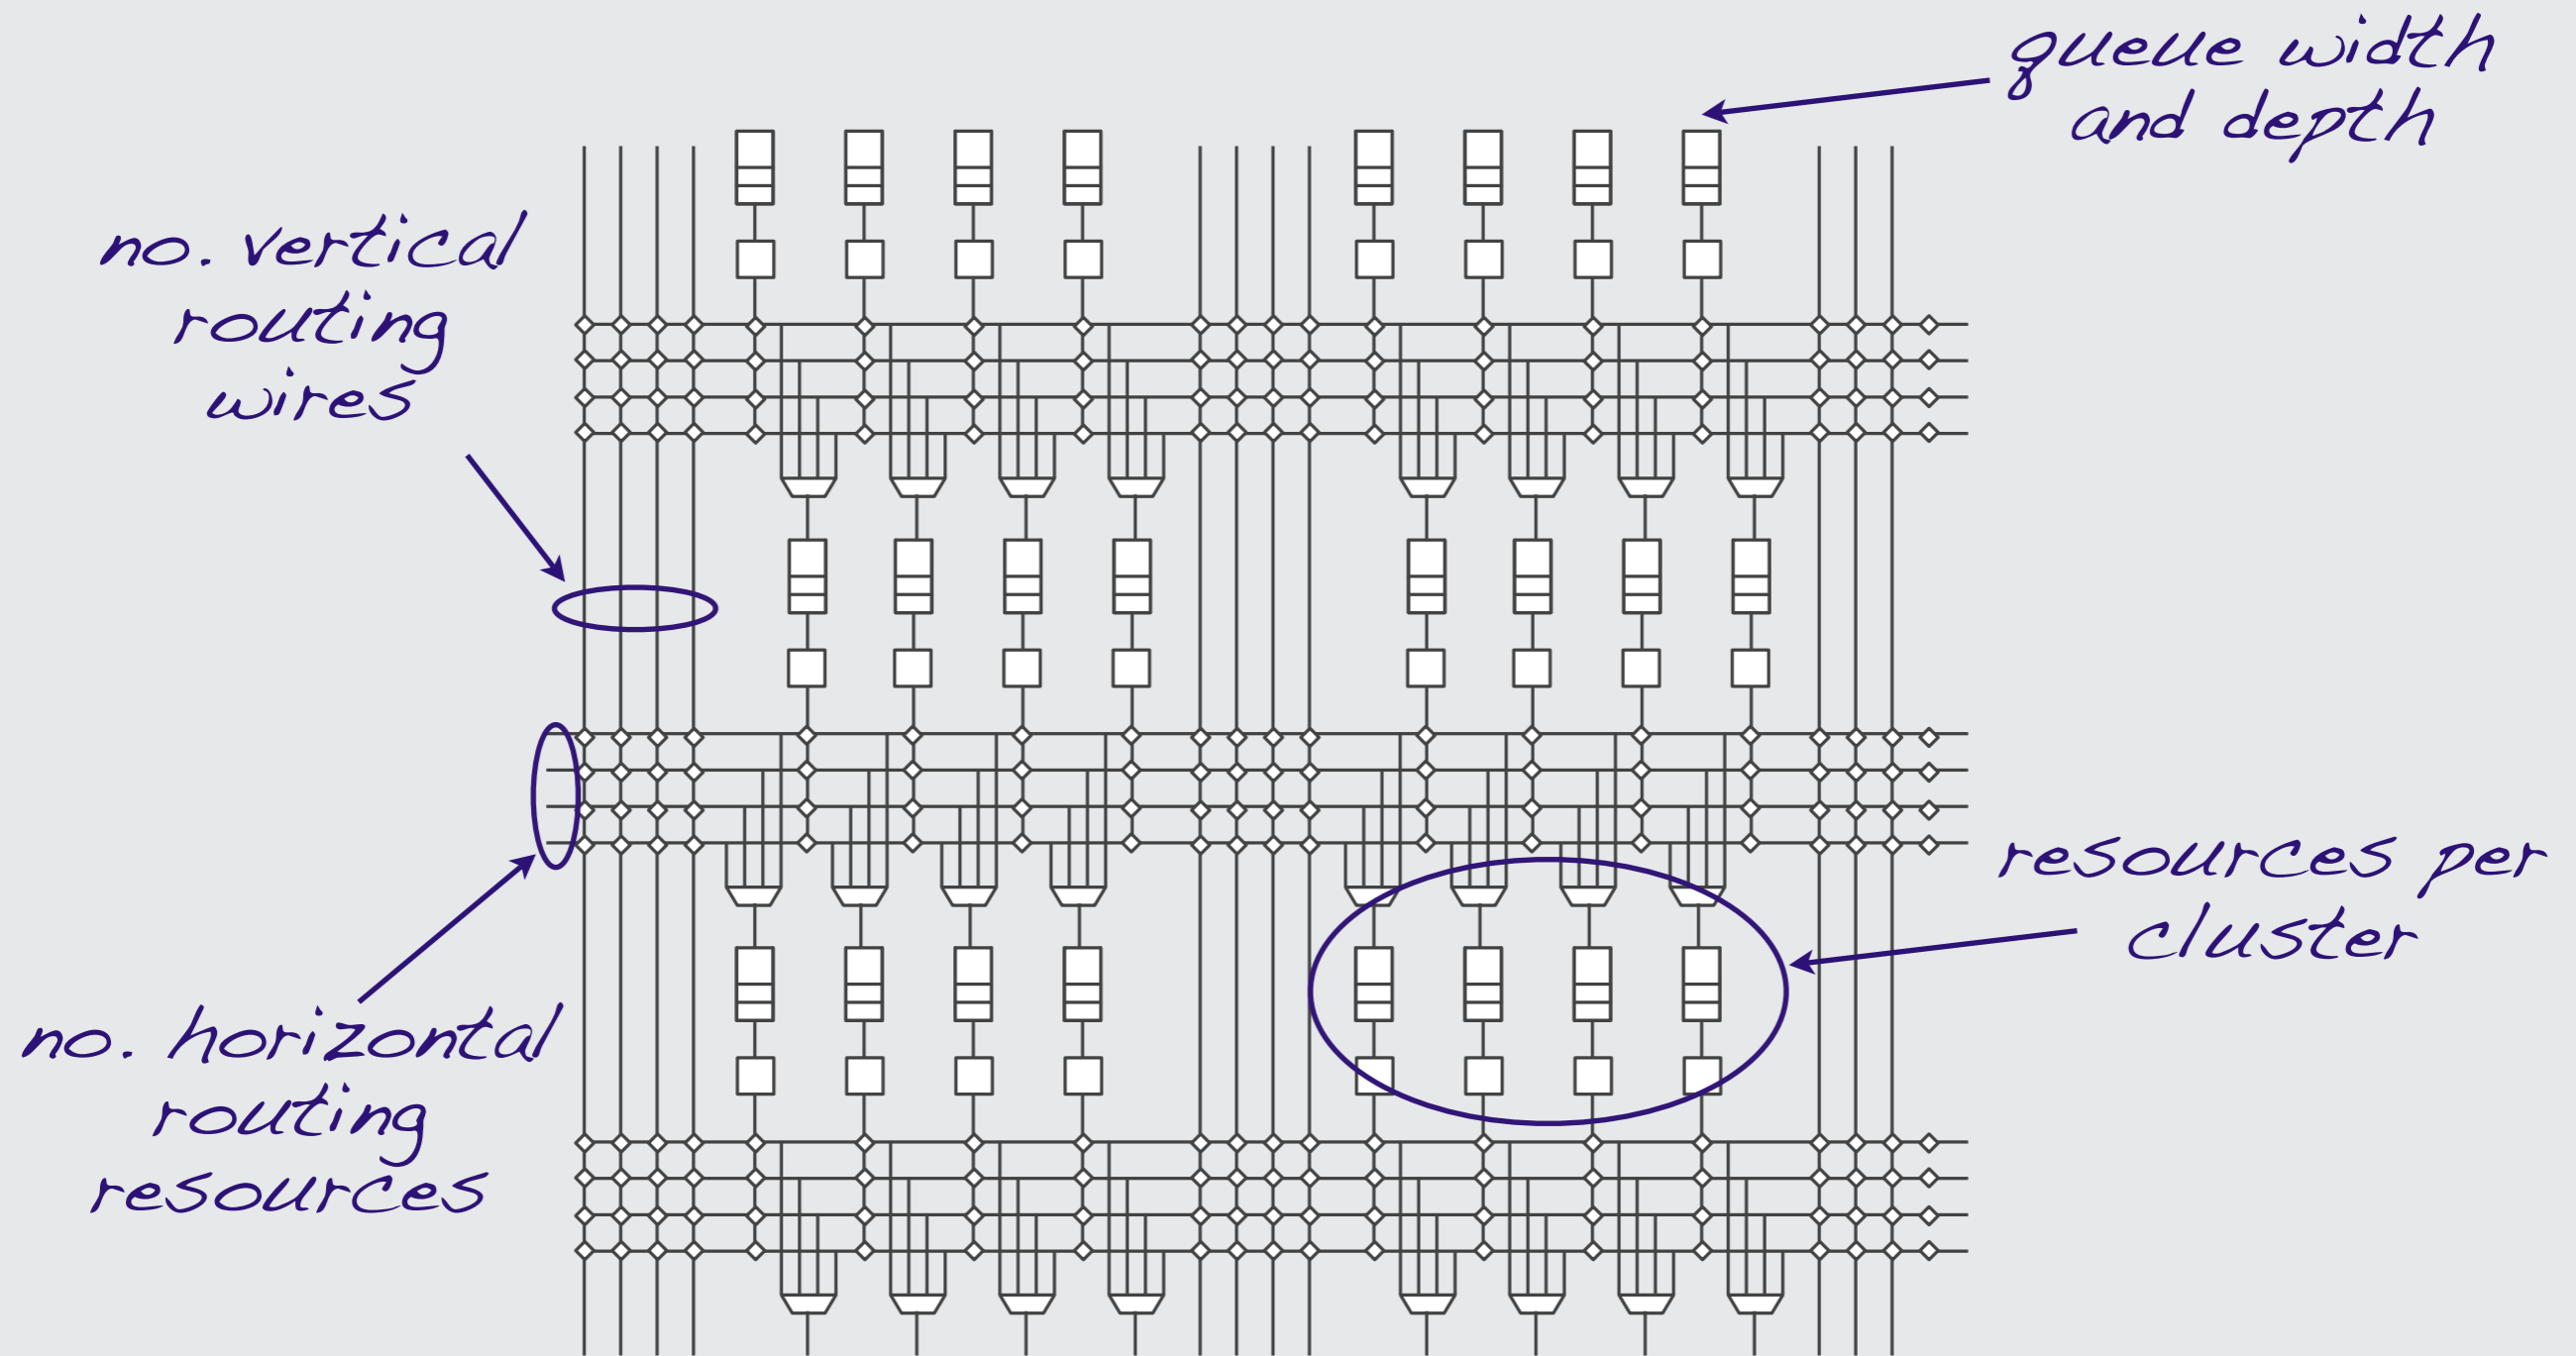 queue width
and depth
no. vertical
routing
wires
resources per
cluster
no. horizontal
routing
resources